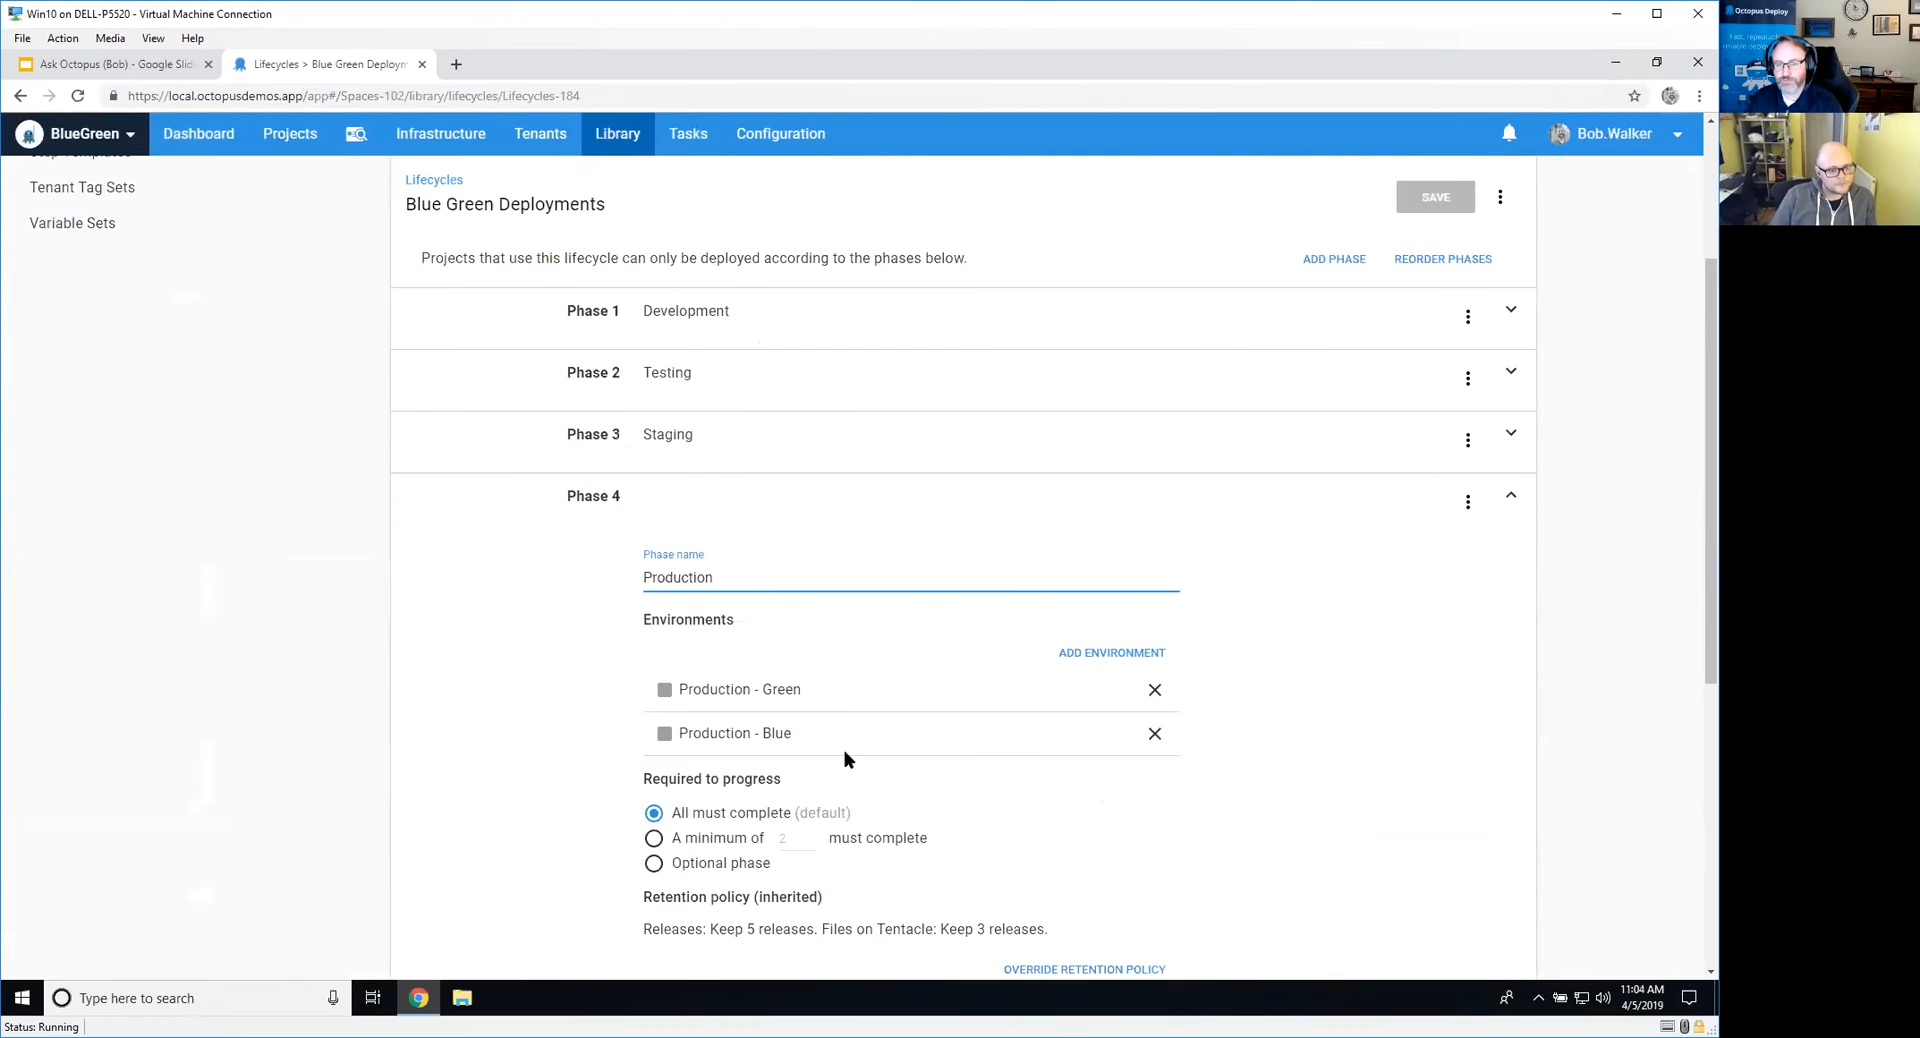 Win10 on DELL-P5520 - Virtual Machine Connection
File Action Media View Help
Ask Octopus (Bob) - Google Slid
Lifecycles > Blue Green Deploym
https://local.octopusdemos.app/app#/Spaces-102/library/lifecycles/Lifecycles-184
BlueGreen Dashboard Projects Infrastructure Tenants Library Tasks Configuration Bob.Walker
Tenant Tag Sets
Variable Sets
Lifecycles
Blue Green Deployments
SAVE
Projects that use this lifecycle can only be deployed according to the phases below.
ADD PHASE REORDER PHASES
Phase 1 Development
Phase 2 Testing
Phase 3 Staging
Phase 4
Phase name
Production
Environments
ADD ENVIRONMENT
Production - Green
Production - Blue
Required to progress
All must complete (default)
A minimum of 2 must complete
Optional phase
Retention policy (inherited)
Releases: Keep 5 releases. Files on Tentacle: Keep 3 releases.
OVERRIDE RETENTION POLICY
Type here to search
11:04 AM
4/5/2019
Status: Running
Octopus Deploy